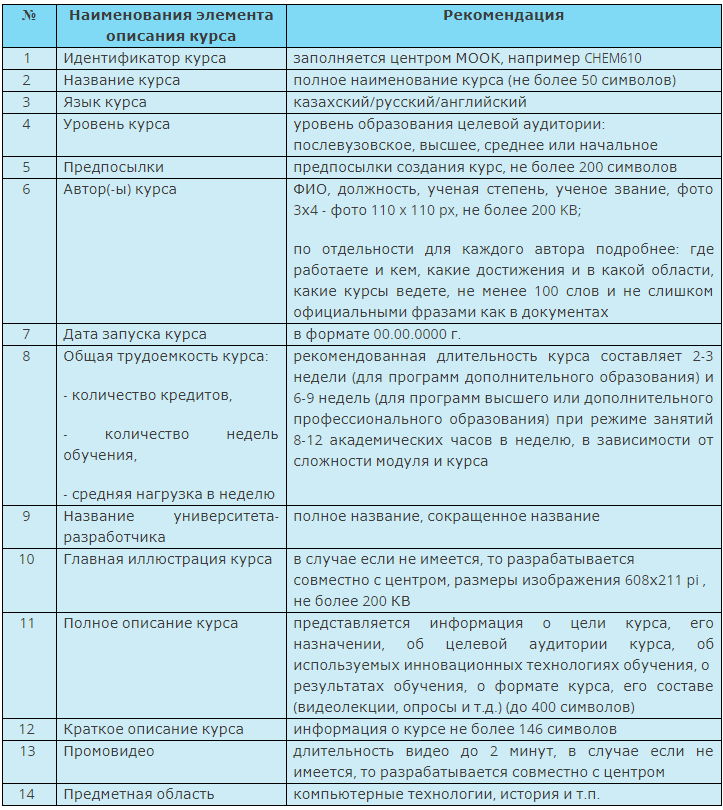 № Наименования элемента Рекомендация
описания курса
1 Идентификатор курса заполняется центром МООК, например CHEM610
2 Название курса полное наименование курса (не более 50 символов)
3 Язык курса казахский/русский/английский
4 Уровень курса уровень образования целевой аудитории:
послевузовское, высшее, среднее или начальное
5 Предпосылки предпосылки создания курс, не более 200 символов
6 Автор(-ы) курса ФИО, должность, ученая степень, ученое звание, фото
3х4 - фото 110 х 110 px, не более 200 KB;
по отдельности для каждого автора подробнее: где
работаете и кем, какие достижения и в какой области,
какие курсы ведете, не менее 100 слов и не слишком
официальными фразами как в документах
7 Дата запуска курса в формате 00.00.0000 г.
8 Общая трудоемкость курса: рекомендованная длительность курса составляет 2-3
недели (для программ дополнительного образования) и
- количество кредитов, 6-9 недель (для программ высшего или дополнительного
профессионального образования) при режиме занятий
- количество недель 8-12 академических часов в неделю, в зависимости от
обучения, сложности модуля и курса
- средняя нагрузка в неделю
9 Название университета- полное название, сокращенное название
разработчика
10 Главная иллюстрация курса в случае если не имеется, то разрабатывается
совместно с центром, размеры изображения 608х211 pi ,
не более 200 KB
11 Полное описание курса представляется информация о цели курса, его
назначении, об целевой аудитории курса, об
используемых инновационных технологиях обучения, о
результатах обучения, о формате курса, его составе
(видеолекции, опросы и т.д.) (до 400 символов)
12 Краткое описание курса информация о курсе не более 146 символов
13 Промовидео длительность видео до 2 минут, в случае если не
имеется, то разрабатывается совместно с центром
14 Предметная область компьютерные технологии, история и т.п.